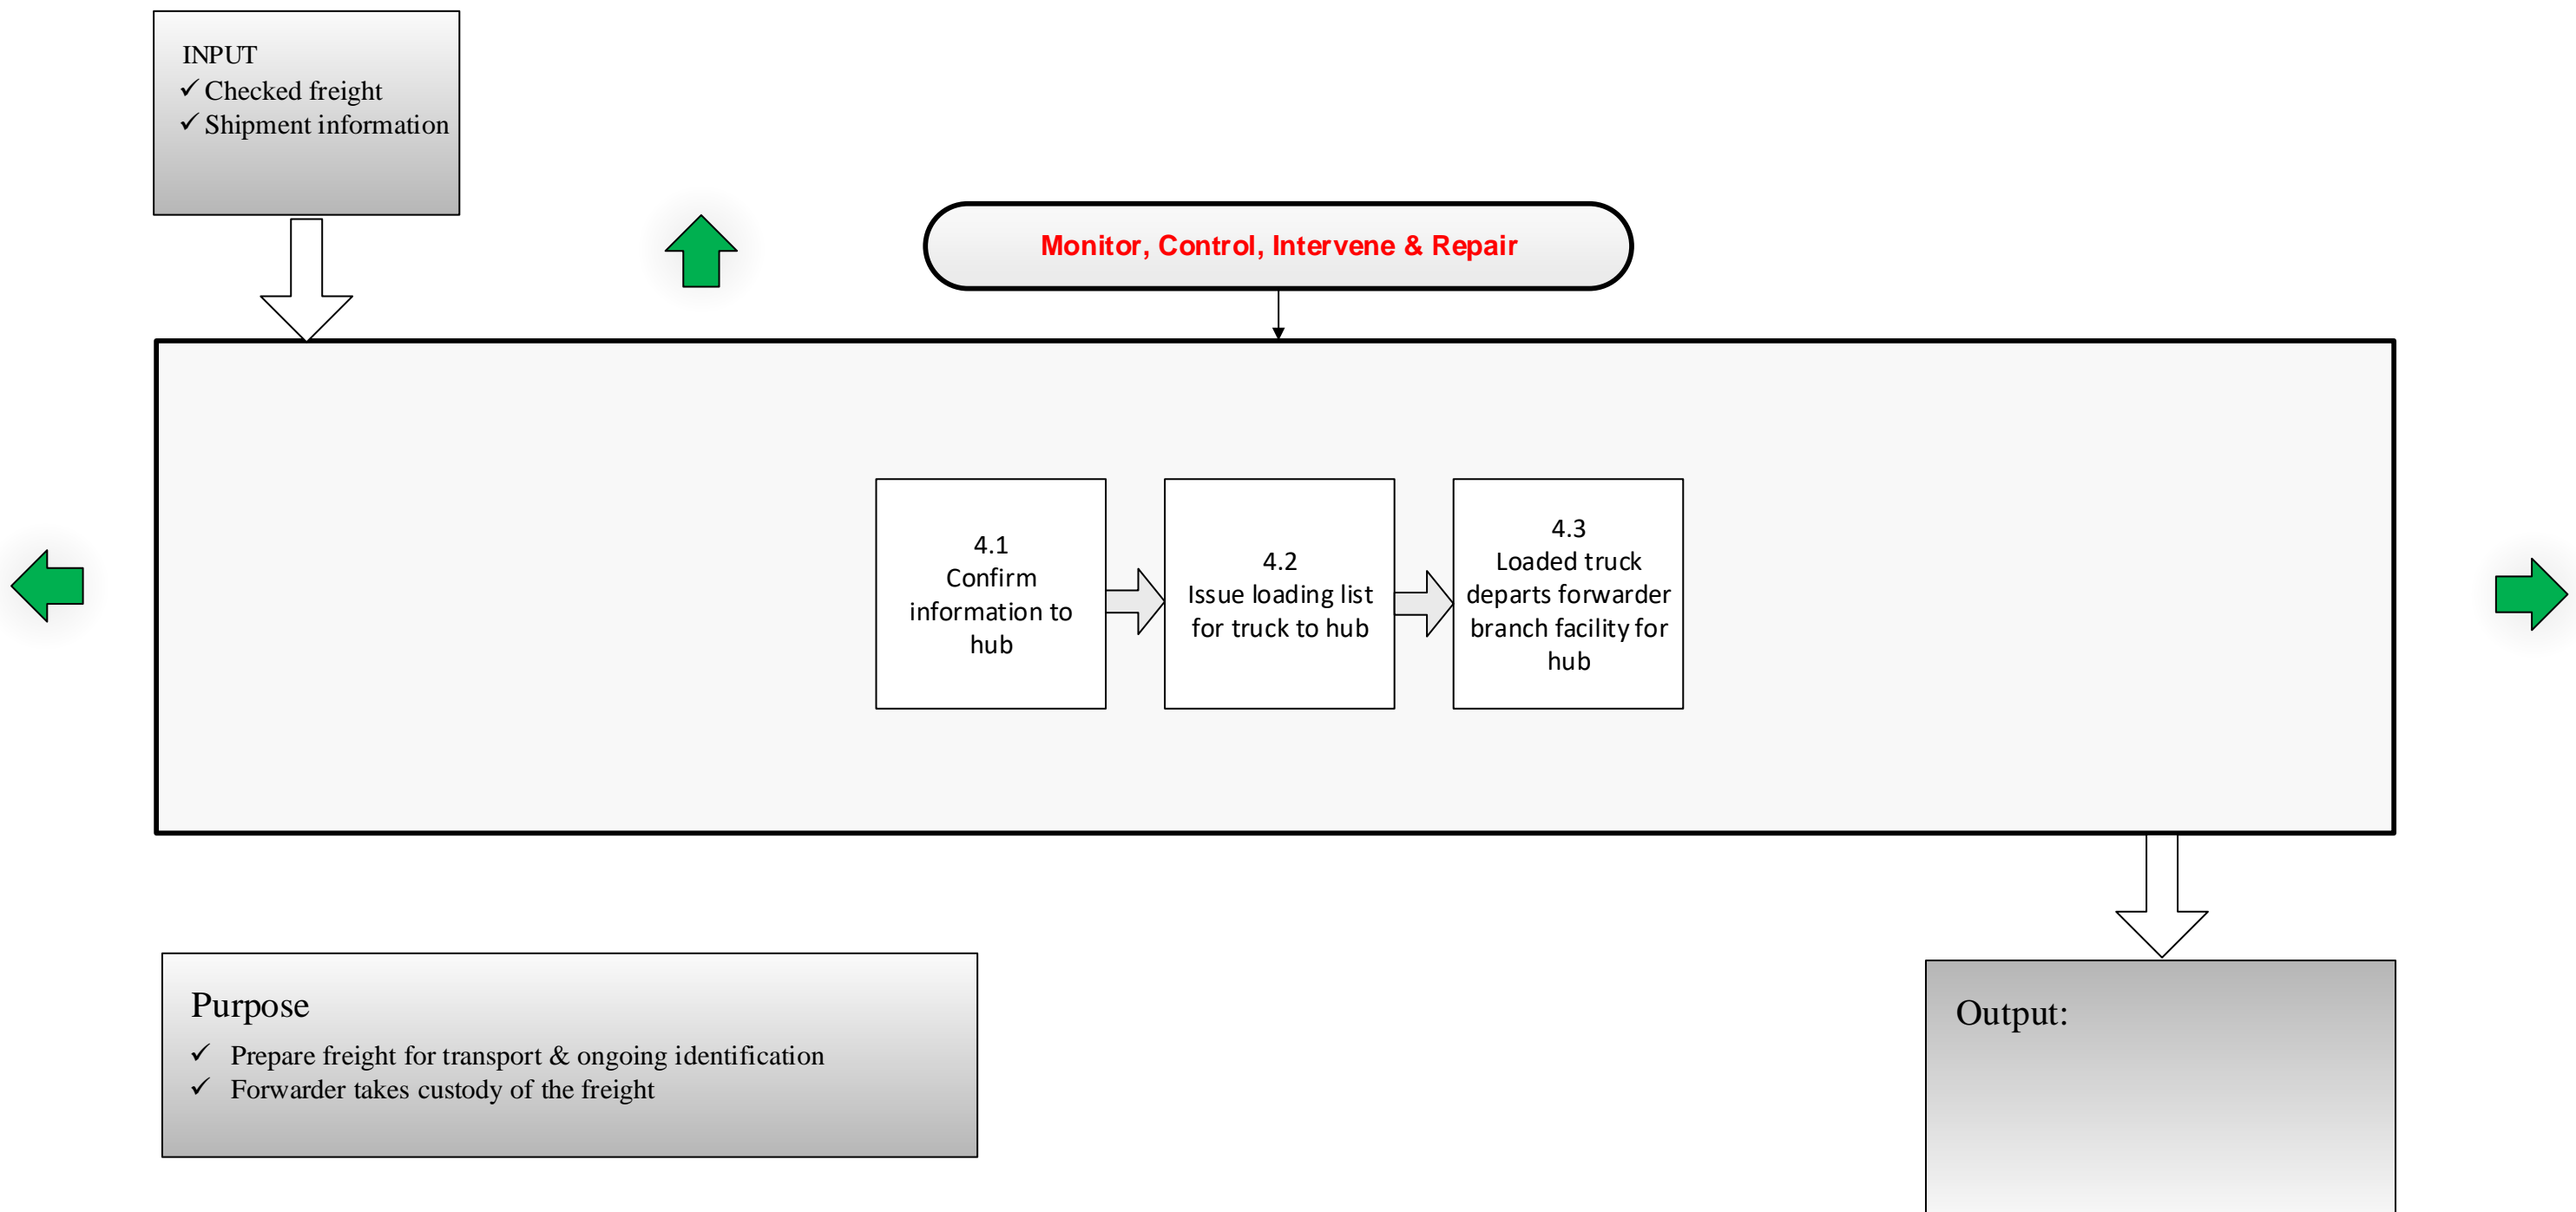 INPUT
✓ Checked freight
✓ Shipment information
Monitor, Control, Intervene & Repair
4.1
Confirm
information to
hub
4.2
Issue loading list
for truck to hub
4.3
Loaded truck
departs forwarder
branch facility for
hub
Purpose
✓ Prepare freight for transport & ongoing identification
✓ Forwarder takes custody of the freight
Output: